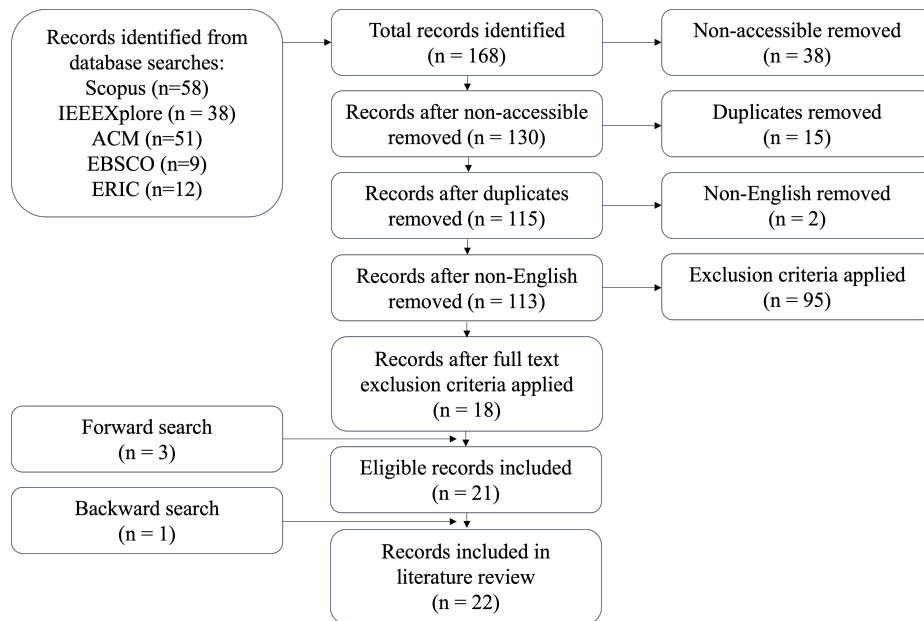 Records identified from
database searches:
Scopus (n=58)
IEEEXplore (n = 38)
ACM (n=51)
EBSCO (n=9)
ERIC (n=12)
Total records identified
(n = 168)
Non-accessible removed
(n = 38)
Records after non-accessible
removed (n = 130)
Duplicates removed
(n = 15)
Records after duplicates
removed (n = 115)
Non-English removed
(n = 2)
Records after non-English
removed (n = 113)
Exclusion criteria applied
(n = 95)
Records after full text
exclusion criteria applied
(n = 18)
Forward search
(n = 3)
Eligible records included
(n = 21)
Backward search
(n = 1)
Records included in
literature review
(n = 22)